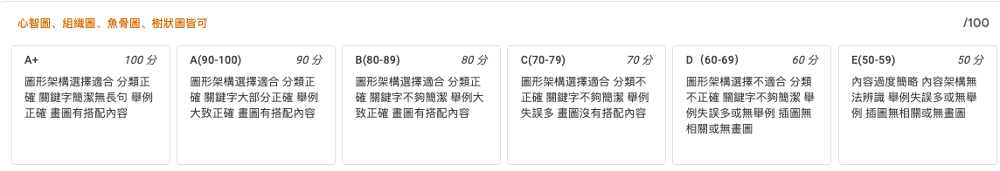 心智圖、組織圖、魚骨圖、樹狀圖皆可
/100
A+ 100 分
圖形架構選擇適合 分類正
確 關鍵字簡潔無長句 舉例
正確 畫圖有搭配內容
A(90-100) 90 分
圖形架構選擇適合 分類正
確 關鍵字大部分正確 舉例
大致正確 畫圖有搭配內容
B(80-89) 80 分
圖形架構選擇適合 分類正
確 關鍵字不夠簡潔 舉例大
致正確 畫圖有搭配內容
C(70-79) 70 分
圖形架構選擇適合 分類不
正確 關鍵字不夠簡潔 舉例
失誤多 畫圖沒有搭配內容
D（60-69） 60 分
圖形架構選擇不適合 分類
不正確 關鍵字不夠簡潔 舉
例失誤多或無舉例 插圖無
相關或無畫圖
E(50-59) 50 分
內容過度簡略 內容架構無
法辨識 舉例失誤多或無舉
例 插圖無相關或無畫圖